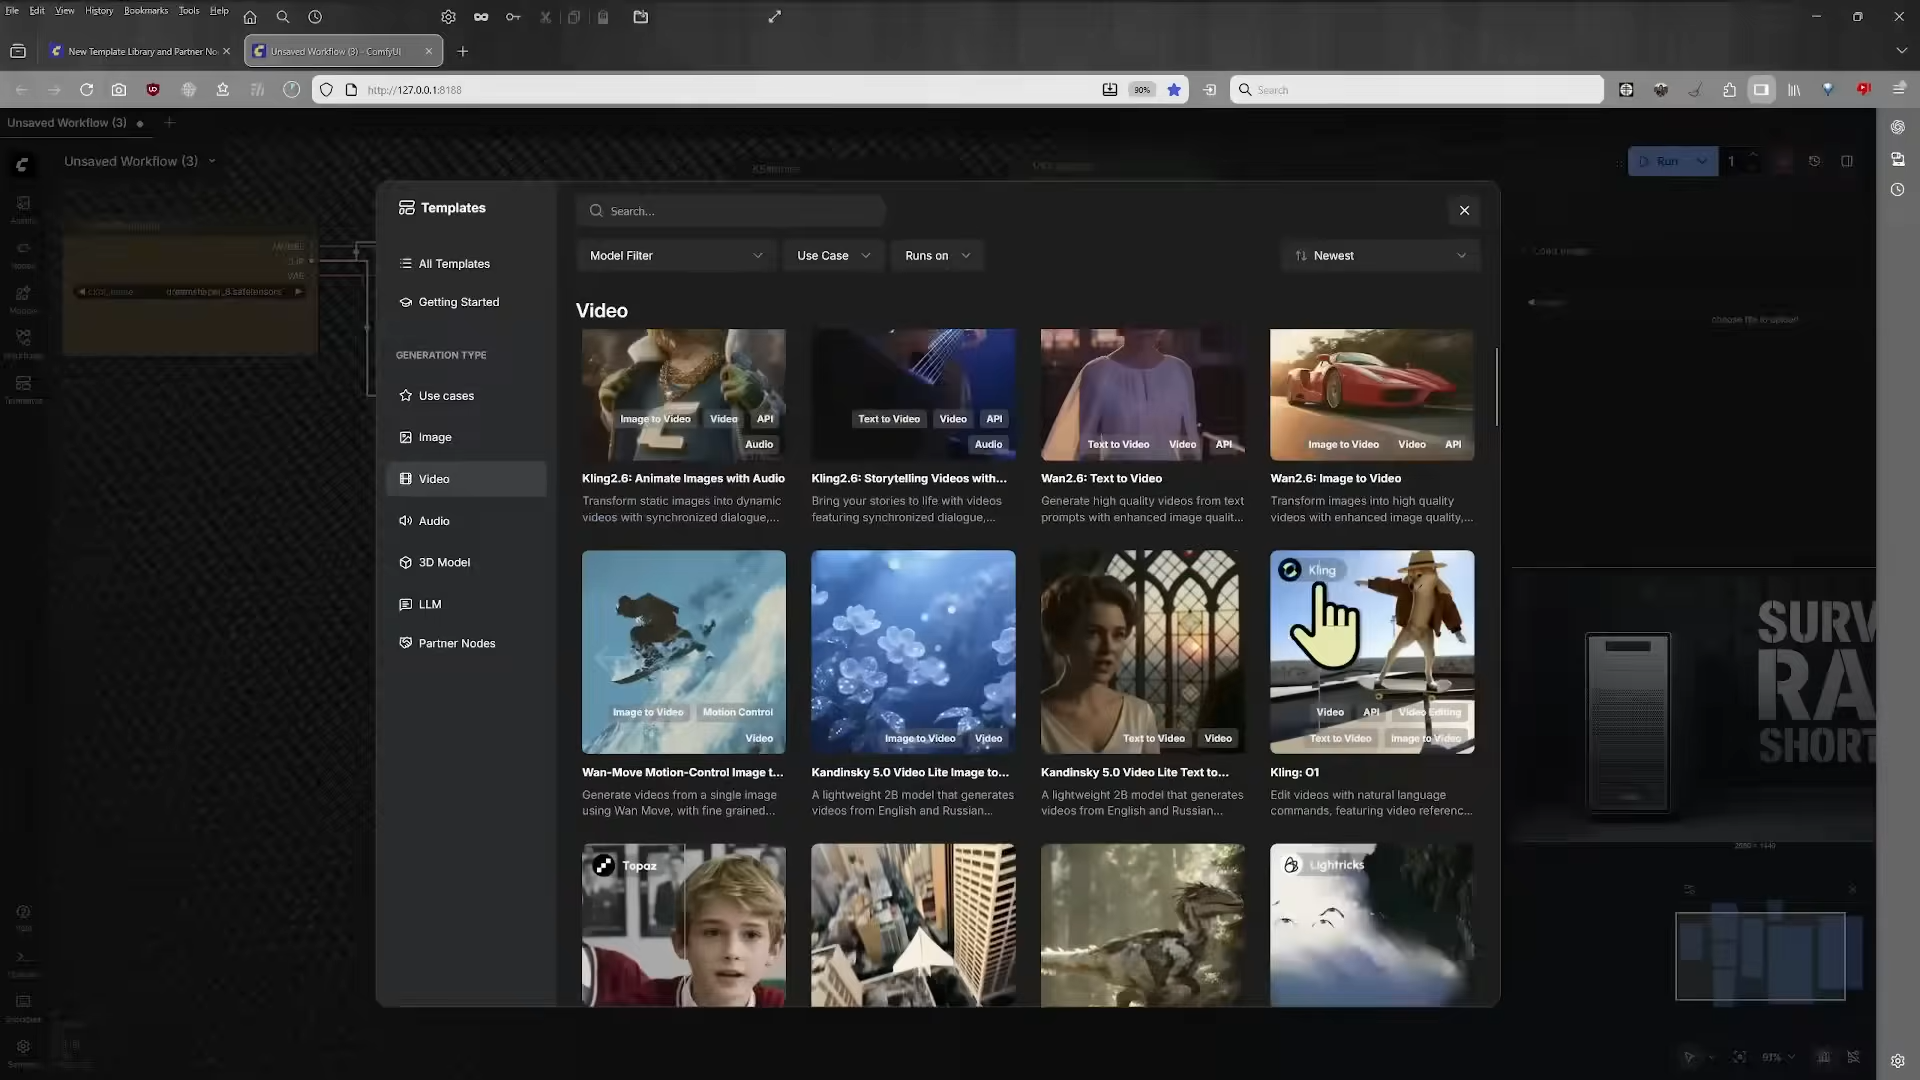 File Edit View History Bookmarks Tools Help
New Template Library and Partner No
Unsaved Workflow (3) - ComfyUI
http://127.0.0.1:8188
90%
Search
Unsaved Workflow (3)
Unsaved Workflow (3)
Run
1
Templates
All Templates
Getting Started
GENERATION TYPE
Use cases
Image
Video
Audio
3D Model
LLM
Partner Nodes
Search...
Model Filter
Use Case
Runs on
Newest
Video
Image to Video Video API
Audio
Kling2.6: Animate Images with Audio
Transform static images into dynamic
videos with synchronized dialogue,...
Text to Video Video API
Audio
Kling2.6: Storytelling Videos with...
Bring your stories to life with videos
featuring synchronized dialogue,...
Text to Video Video API
Wan2.6: Text to Video
Generate high quality videos from text
prompts with enhanced image qualit...
Image to Video Video API
Wan2.6: Image to Video
Transform images into high quality
videos with enhanced image quality,...
Image to Video Motion Control
Video
Wan-Move Motion-Control Image t...
Generate videos from a single image
using Wan Move, with fine grained...
Image to Video Video
Kandinsky 5.0 Video Lite Image to...
A lightweight 2B model that generates
videos from English and Russian...
Text to Video Video
Kandinsky 5.0 Video Lite Text to...
A lightweight 2B model that generates
videos from English and Russian...
Kling
Video API Video Editing
Text to Video Image to Video
Kling: O1
Edit videos with natural language
commands, featuring video referenc...
Topaz
Lightricks
choose file to upload
SURV
RA
SHORT
91%